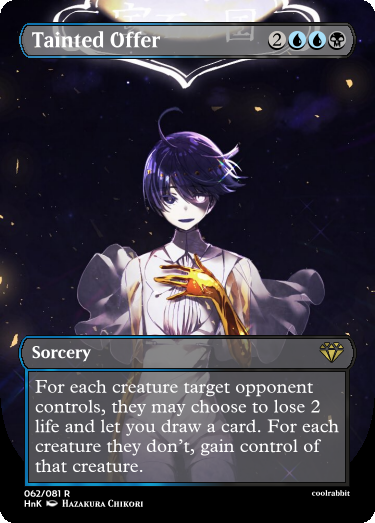 Tainted Offer 2
Sorcery
For each creature target opponent
controls, they may choose to lose 2
life and let you draw a card. For each
creature they don't, gain control of
that creature.
062/081 R
HnK Hazakura Chikori
coolrabbit